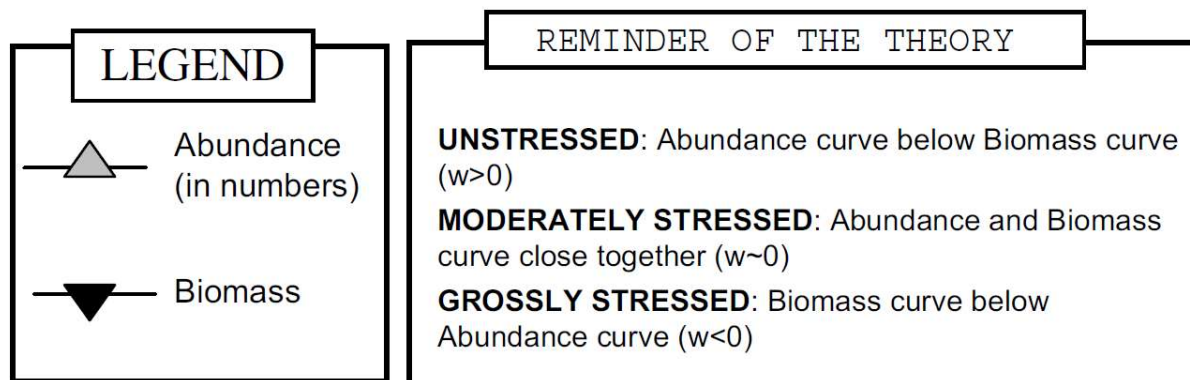 LEGEND
Abundance
(in numbers)
Biomass
REMINDER OF THE THEORY
UNSTRESSED: Abundance curve below Biomass curve
(w>0)
MODERATELY STRESSED: Abundance and Biomass
curve close together (w~0)
GROSSLY STRESSED: Biomass curve below
Abundance curve (w<0)